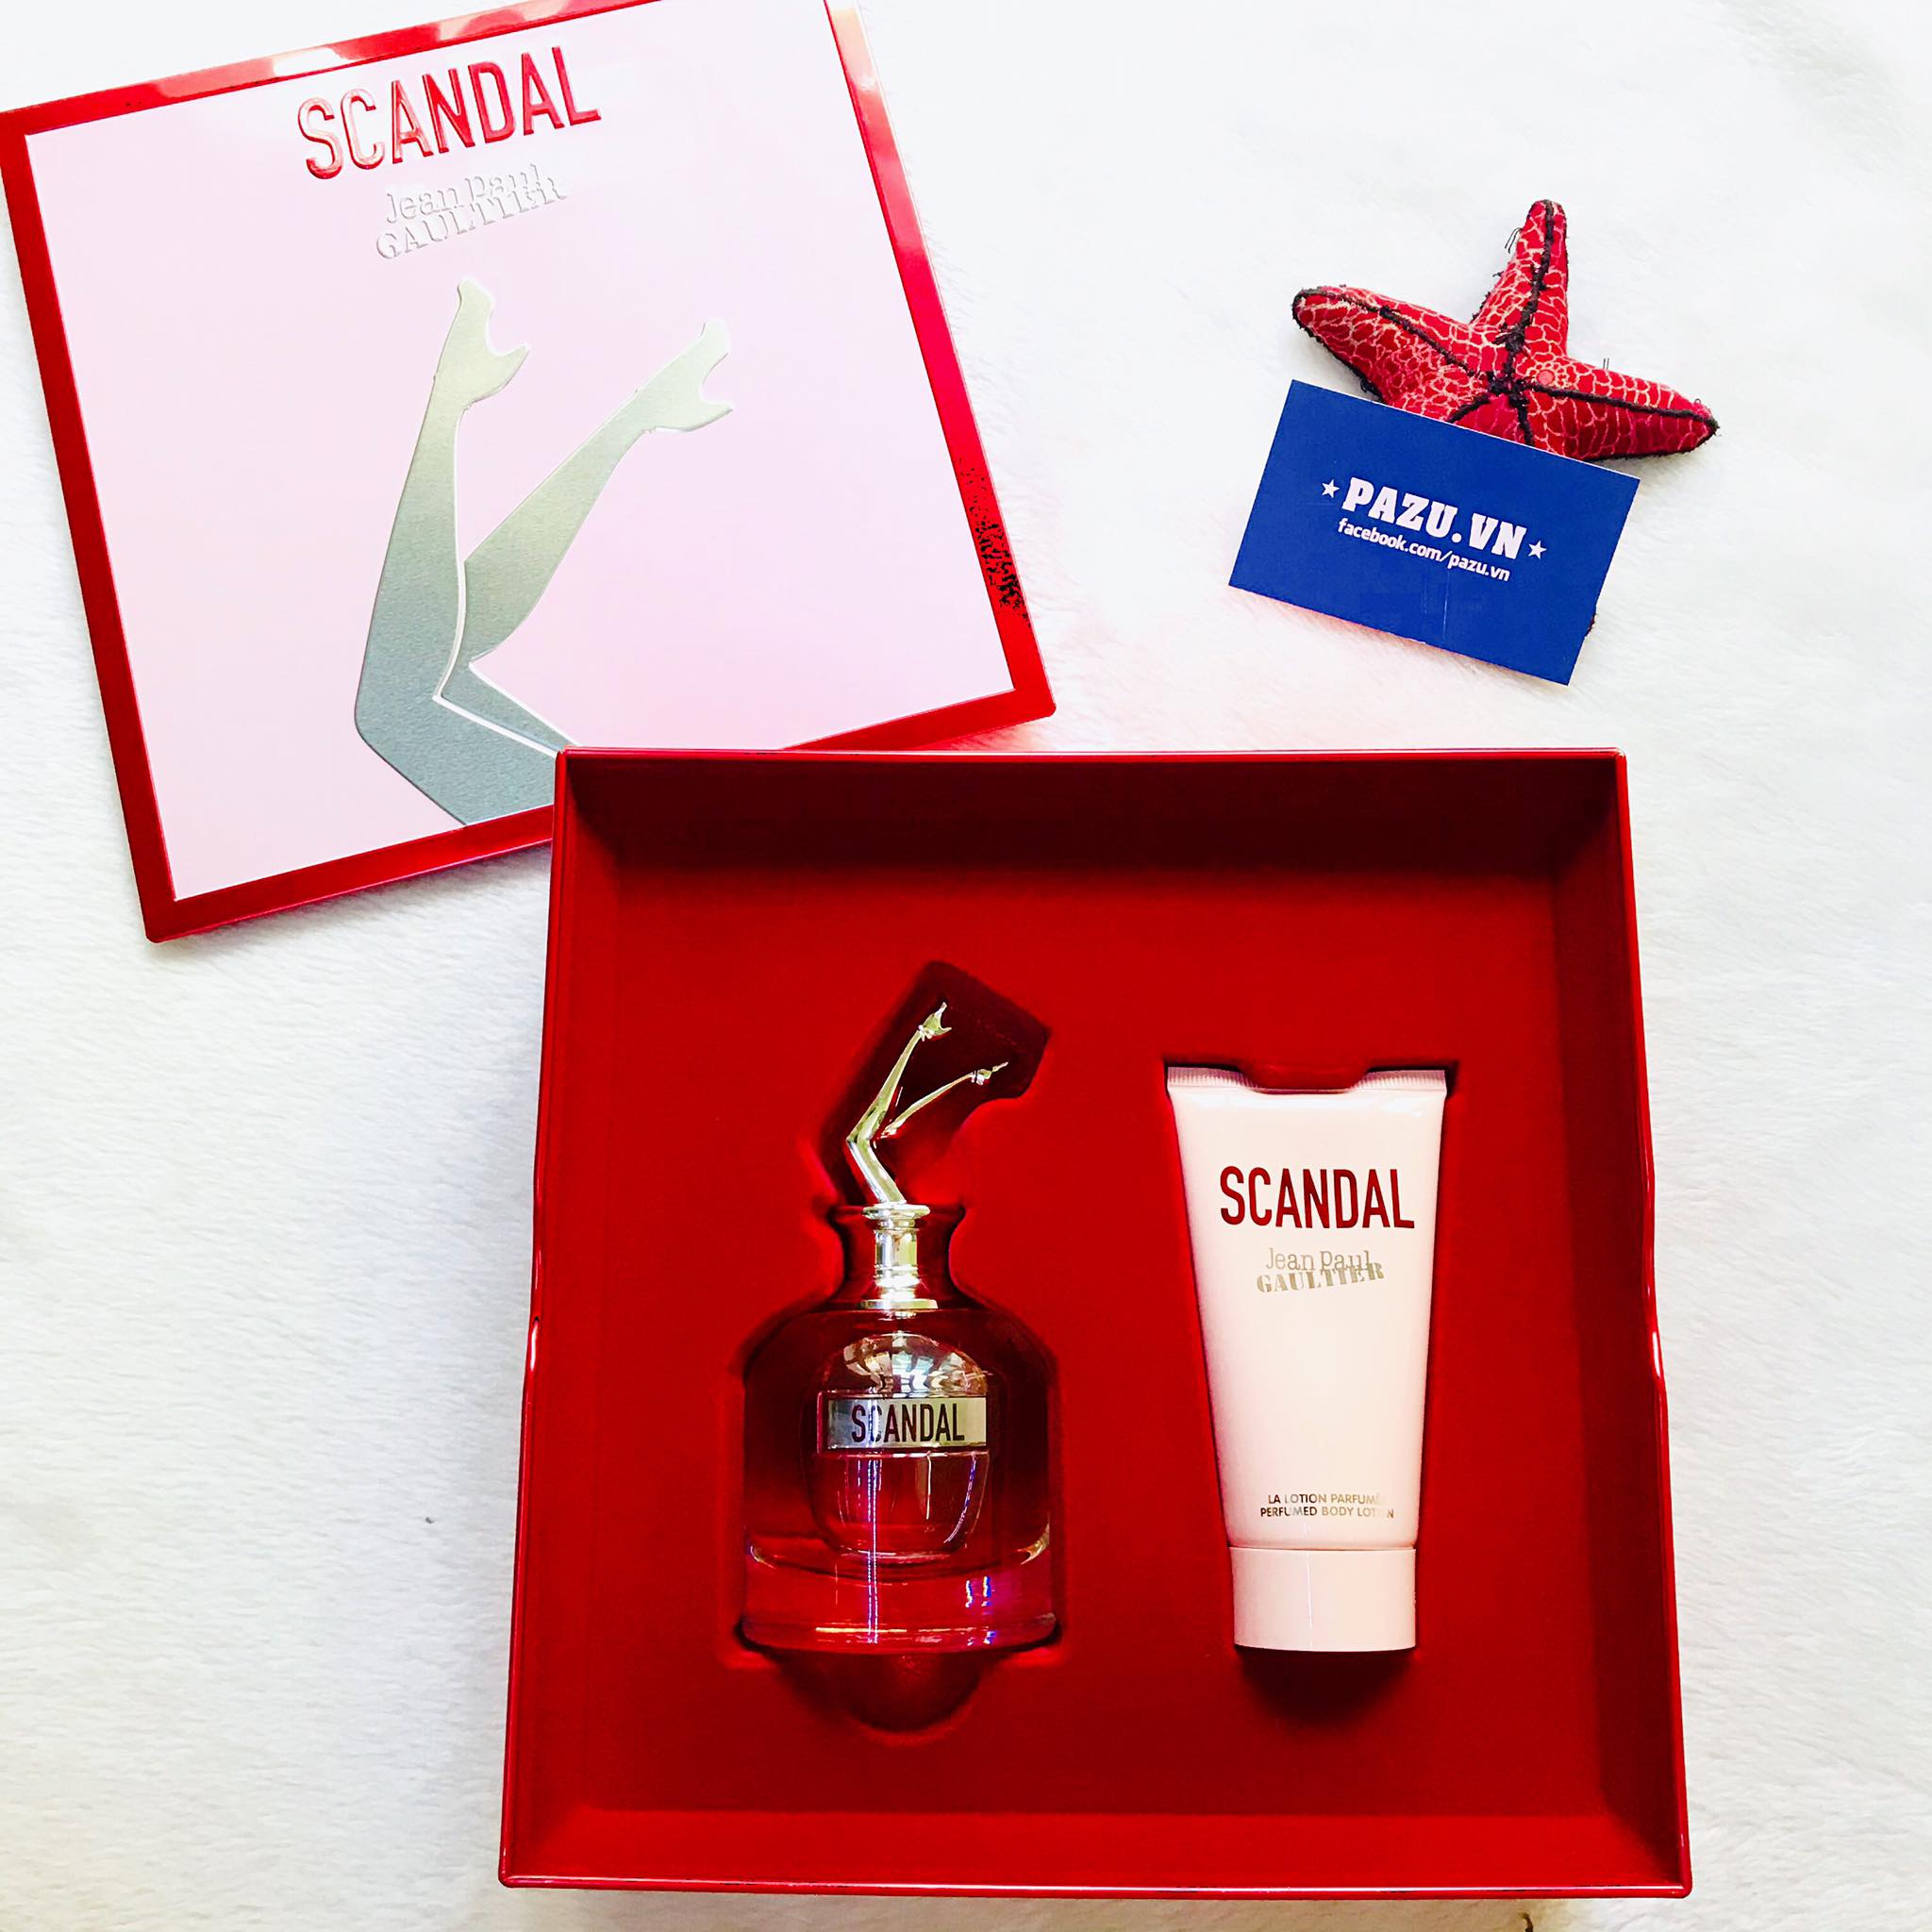 SCANDAL
Jean Paul
GAULTIER
PAZU.VN
facebook.com/pazu.vn
SCANDAL
SCANDAL
Jean Paul
GAULTIER
LA LOTION PARFUMÉ
PERFUMED BODY LOTION